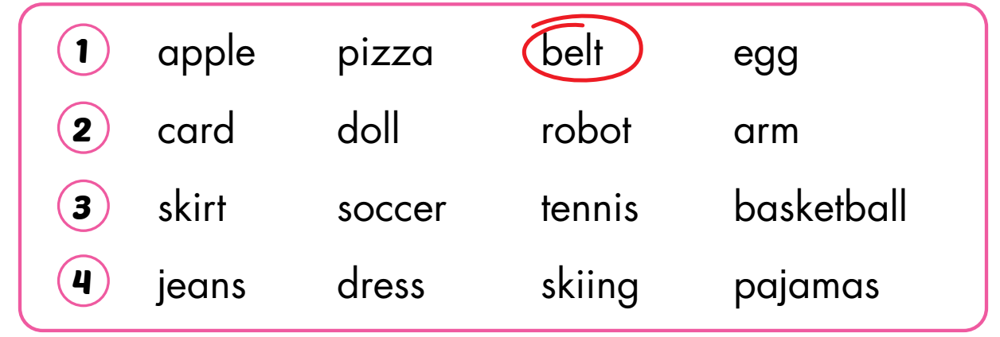 1 apple pizza belt egg
2 card doll robot arm
3 skirt soccer tennis basketball
4 jeans dress skiing pajamas